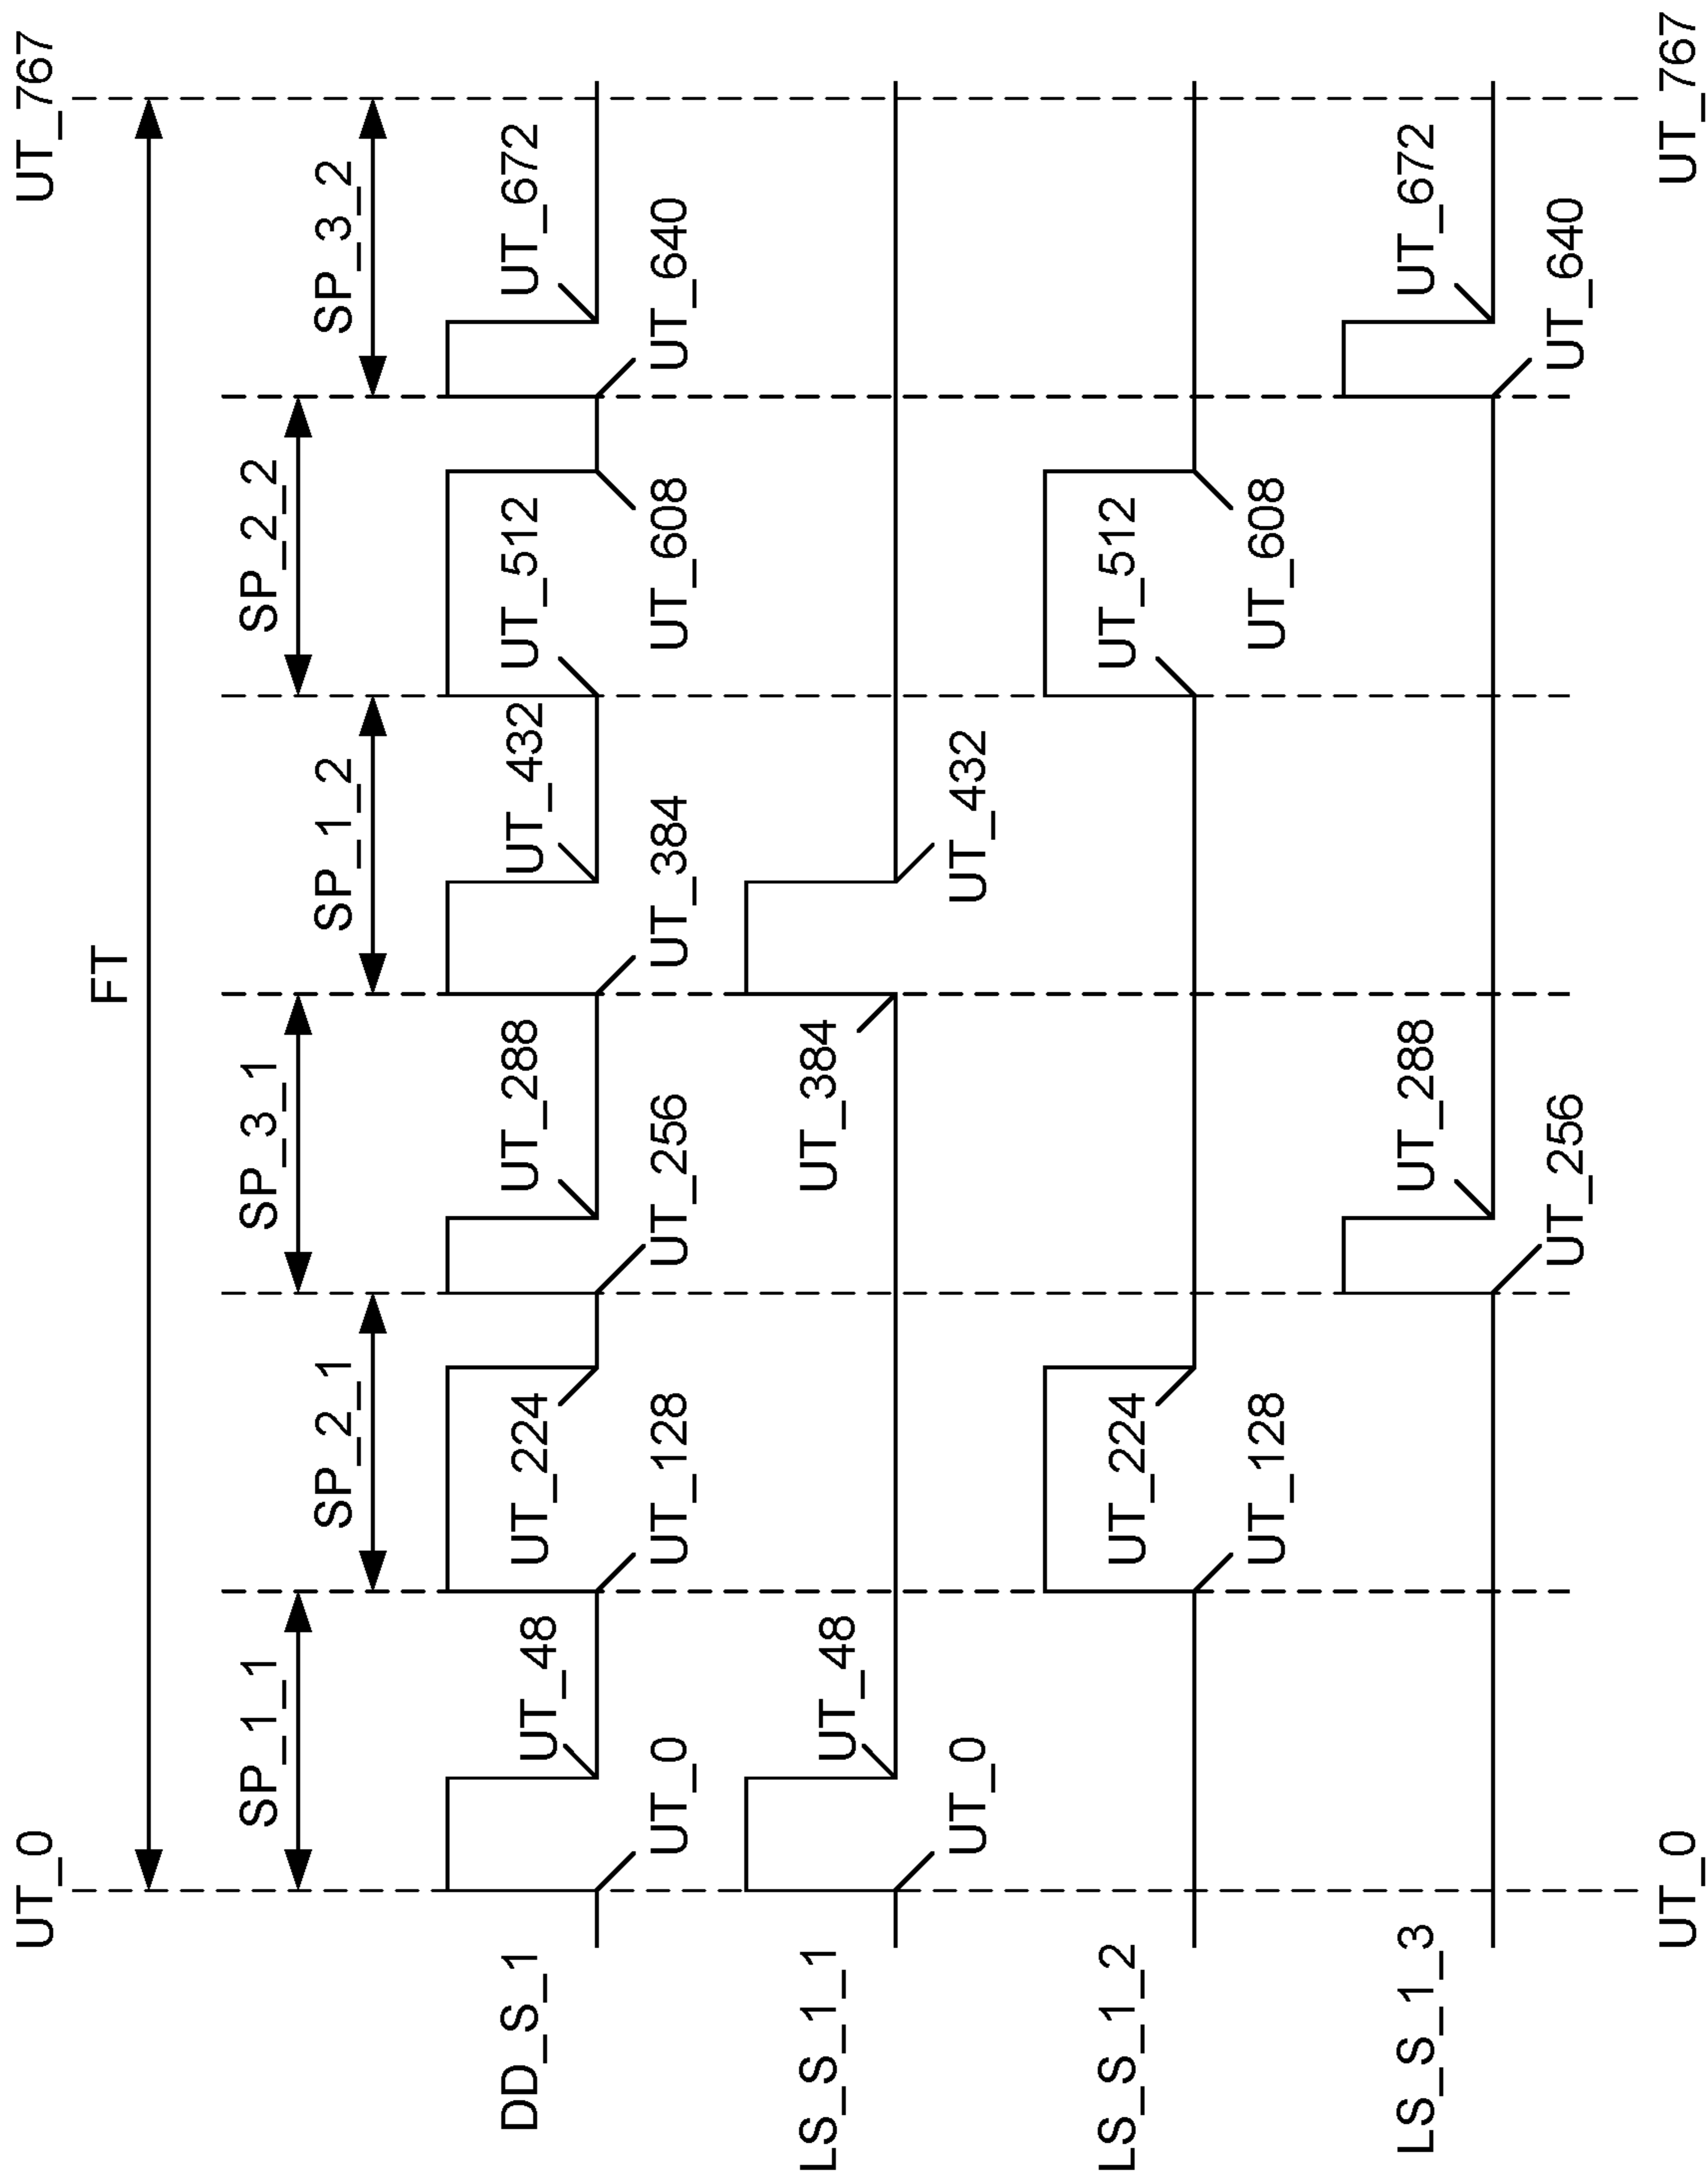 UT_0 UT_767
FT
SP_1_1 SP_3_1 SP_2_2
SP_2_1 SP_1_2 SP_3_2
DD_S_1 UT_48 UT_224 UT_288 UT_432 UT_512 UT_672
UT_0 UT_128 UT_256 UT_384 UT_608 UT_640
LS_S_1_1 UT_48 UT_384
UT_0 UT_432
LS_S_1_2 UT_224 UT_512
UT_128 UT_608
LS_S_1_3 UT_288 UT_672
UT_256 UT_640
UT_0 UT_767